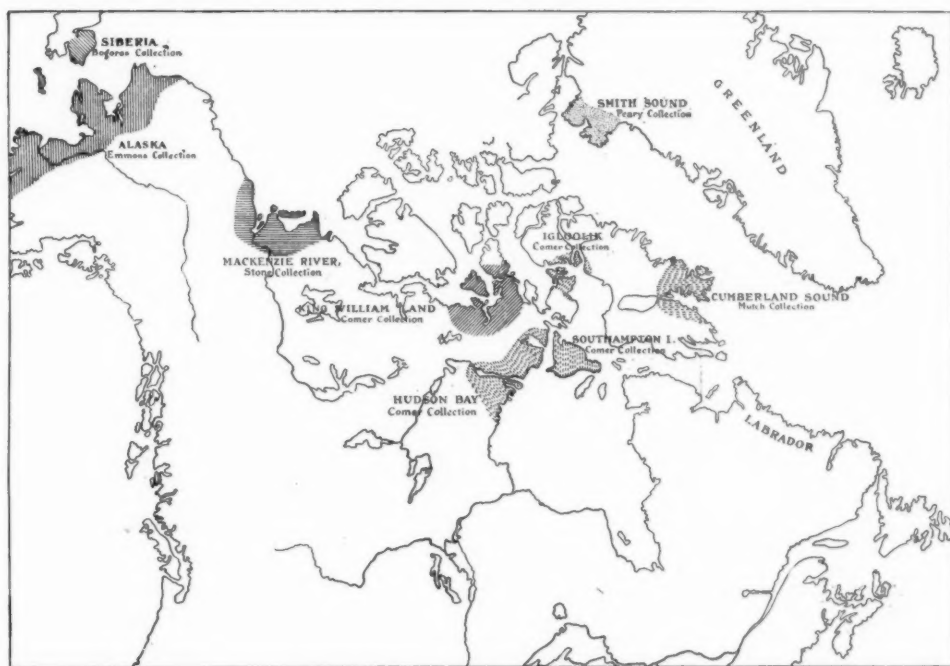 SIBERIA
Bogoras Collection
ALASKA
Emmons Collection
SMITH SOUND
Peary Collection
GREENLAND
MACKENZIE RIVER,
Stone Collection
IGLOOLIK
Comer Collection
KING WILLIAM LAND
Comer Collection
CUMBERLAND SOUND
Mutch Collection
SOUTHAMPTON I.
Comer Collection
HUDSON BAY
Comer Collection
LABRADOR